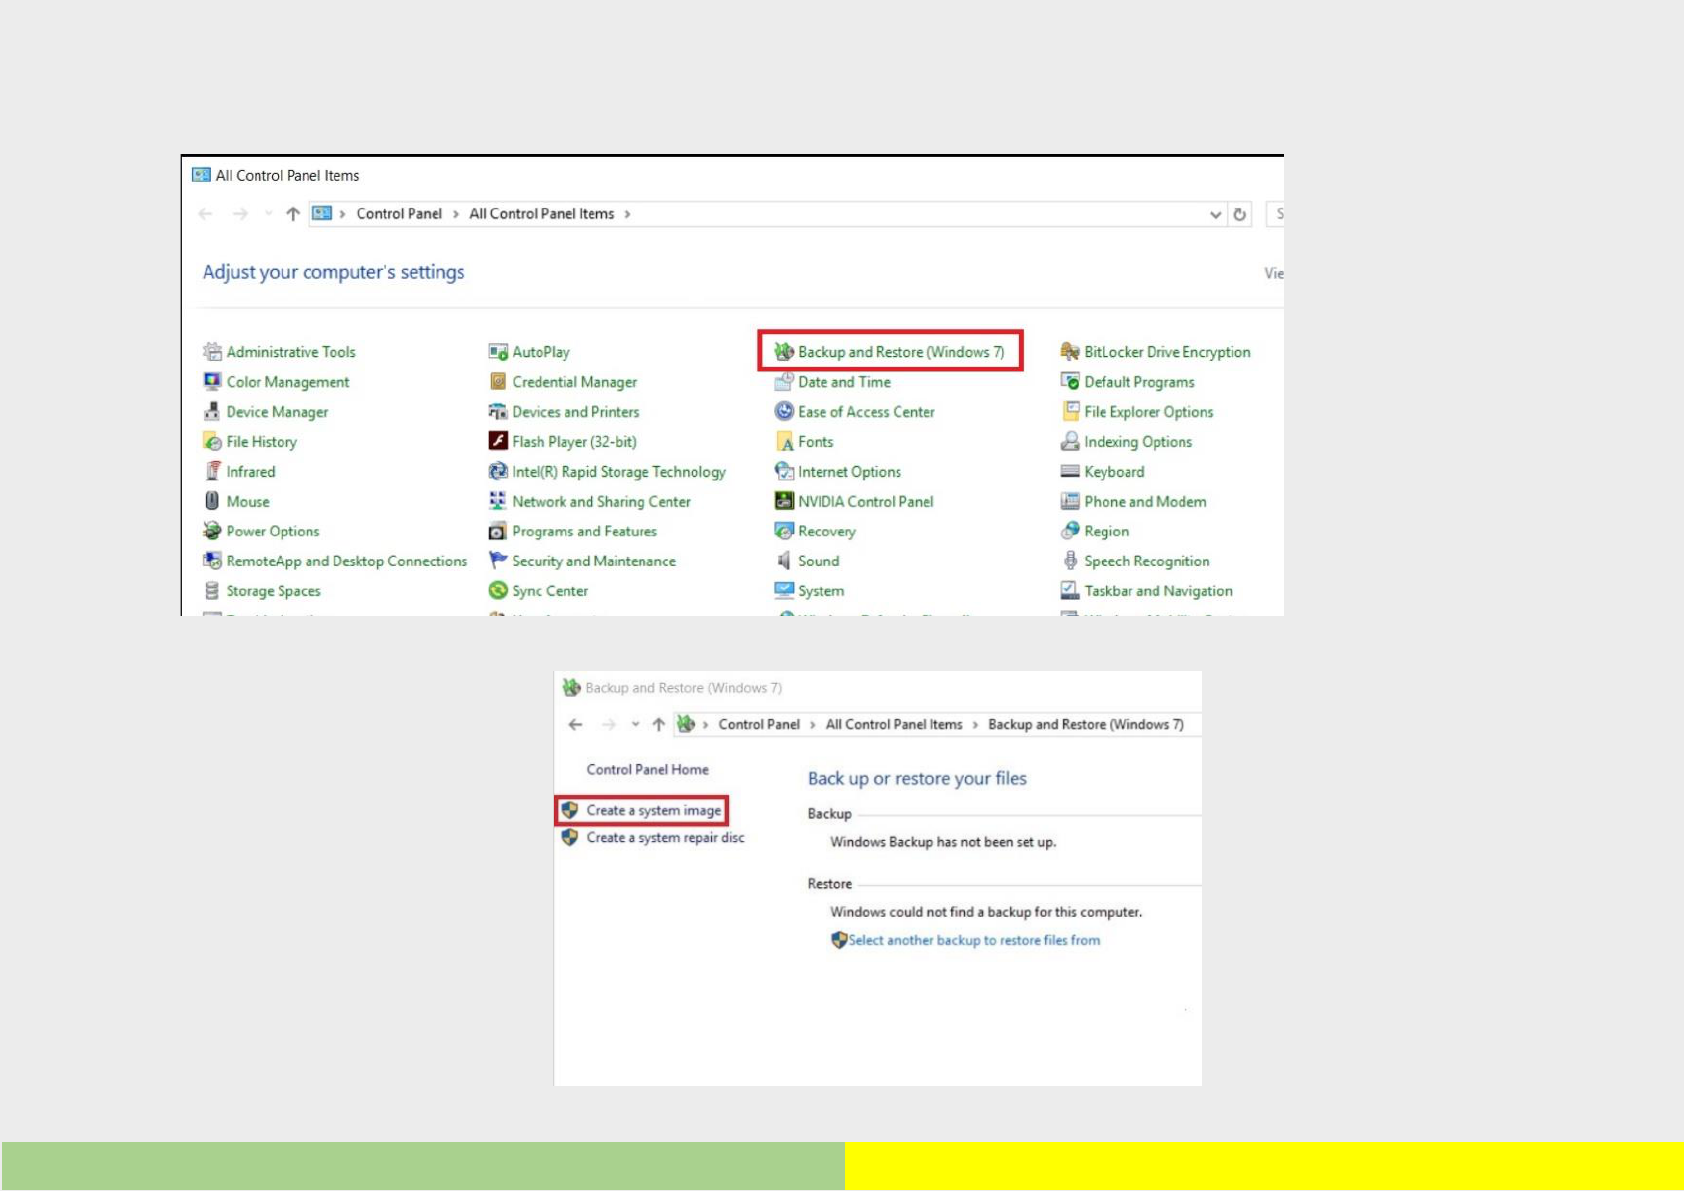 All Control Panel Items
Control Panel > All Control Panel Items >
S
Adjust your computer's settings
Vie
Administrative Tools AutoPlay Backup and Restore (Windows 7) BitLocker Drive Encryption
Color Management Credential Manager Date and Time Default Programs
Device Manager Devices and Printers Ease of Access Center File Explorer Options
File History Flash Player (32-bit) Fonts Indexing Options
Infrared Intel(R) Rapid Storage Technology Internet Options Keyboard
Mouse Network and Sharing Center NVIDIA Control Panel Phone and Modem
Power Options Programs and Features Recovery Region
RemoteApp and Desktop Connections Security and Maintenance Sound Speech Recognition
Storage Spaces Sync Center System Taskbar and Navigation
Backup and Restore (Windows 7)
Control Panel > All Control Panel Items > Backup and Restore (Windows 7)
Control Panel Home
Create a system image
Create a system repair disc
Back up or restore your files
Backup
Windows Backup has not been set up.
Restore
Windows could not find a backup for this computer.
Select another backup to restore files from